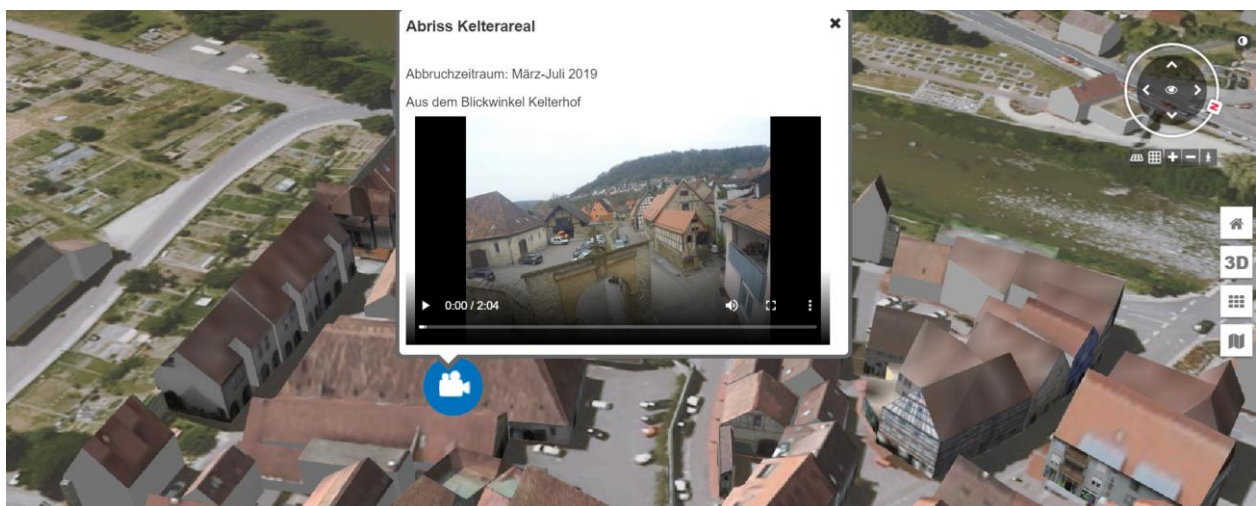 Abriss Kelterareal
Abbruchzeitraum: März-Juli 2019
Aus dem Blickwinkel Kelterhof
0:00 / 2:04
N
3D